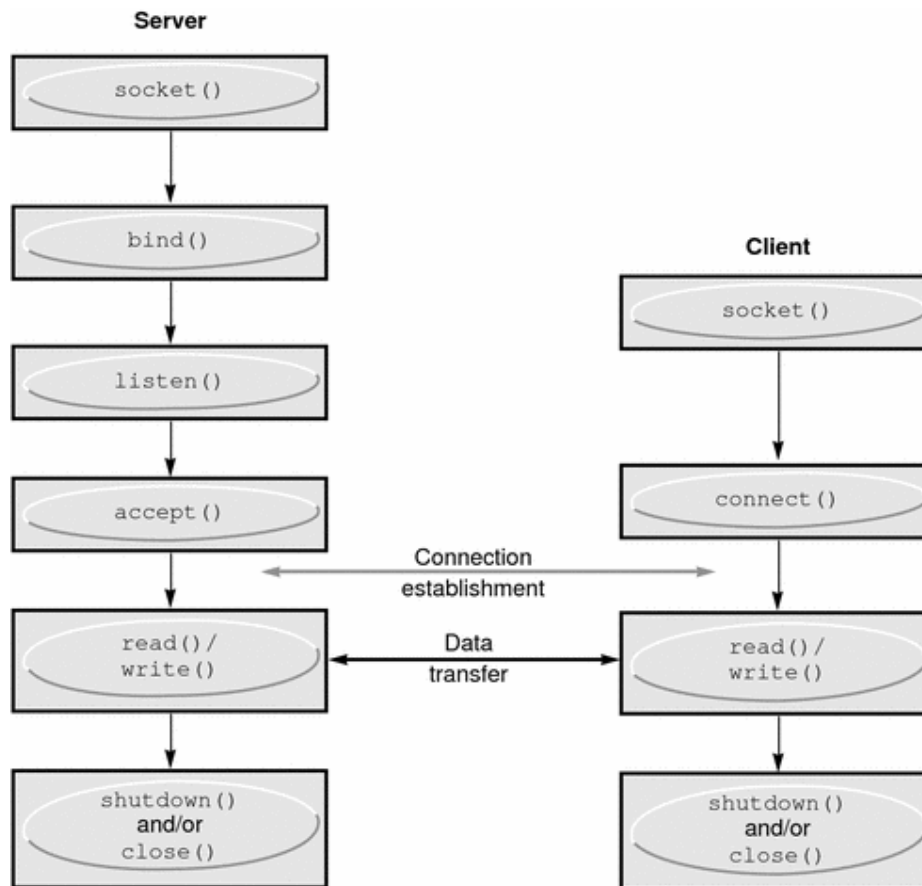 Server
socket()
bind()
listen()
accept()
read()/
write()
shutdown()
and/or
close()
Client
socket()
connect()
read()/
write()
shutdown()
and/or
close()
Connection
establishment
Data
transfer